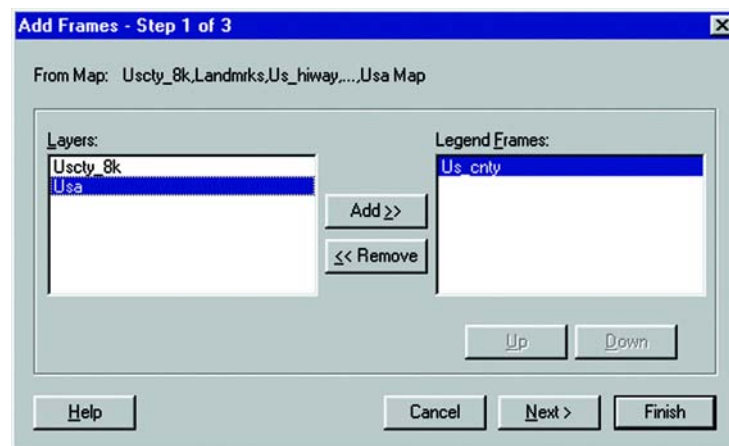 Add Frames - Step 1 of 3
From Map: Uscty_8k,Landmrks,Us_hiway,...,Usa Map
Layers:
Uscty_8k
Usa
Add >>
<< Remove
Legend Frames:
Us_cnty
Up
Down
Help
Cancel
Next >
Finish